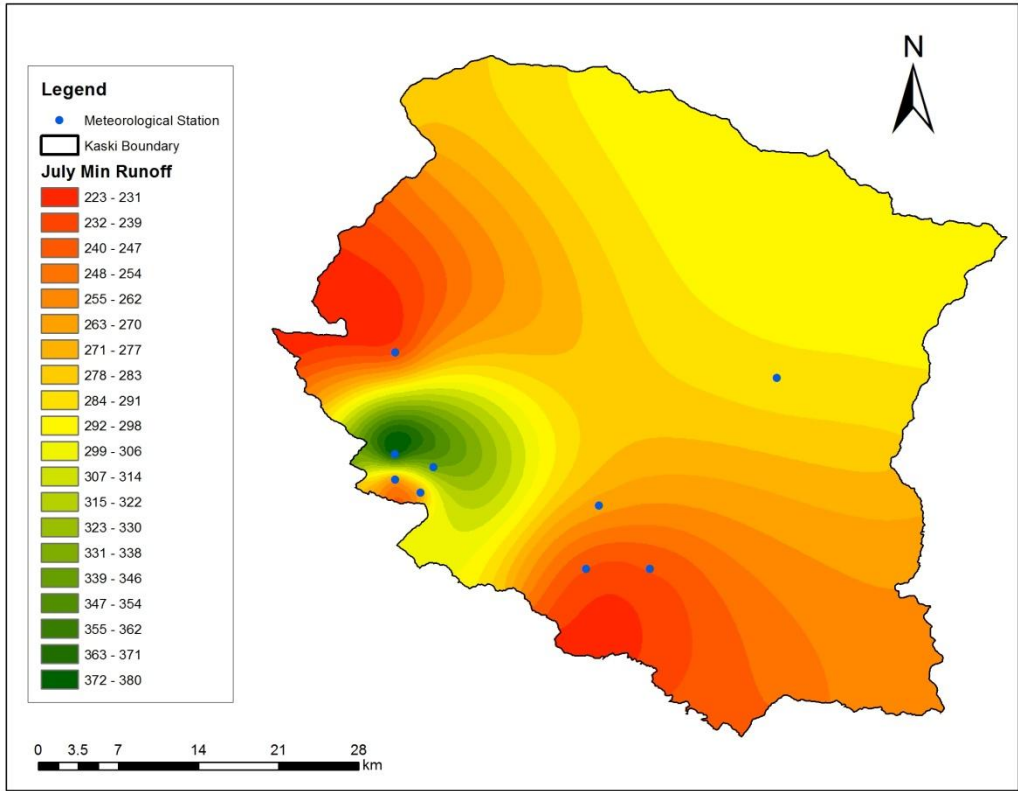 N
Legend
Meteorological Station
Kaski Boundary
July Min Runoff
223 - 231
232 - 239
240 - 247
248 - 254
255 - 262
263 - 270
271 - 277
278 - 283
284 - 291
292 - 298
299 - 306
307 - 314
315 - 322
323 - 330
331 - 338
339 - 346
347 - 354
355 - 362
363 - 371
372 - 380
0 3.5 7 14 21 28
km